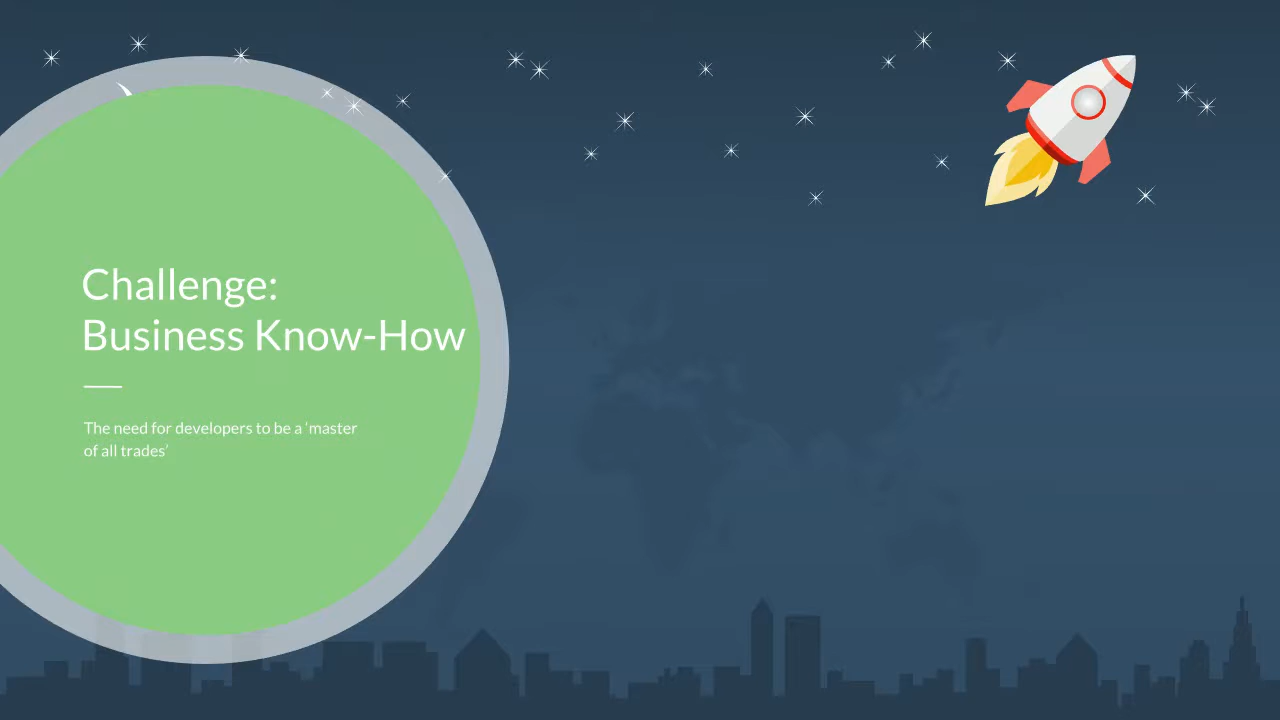 Challenge:
Business Know-How
The need for developers to be a ‘master
of all trades’